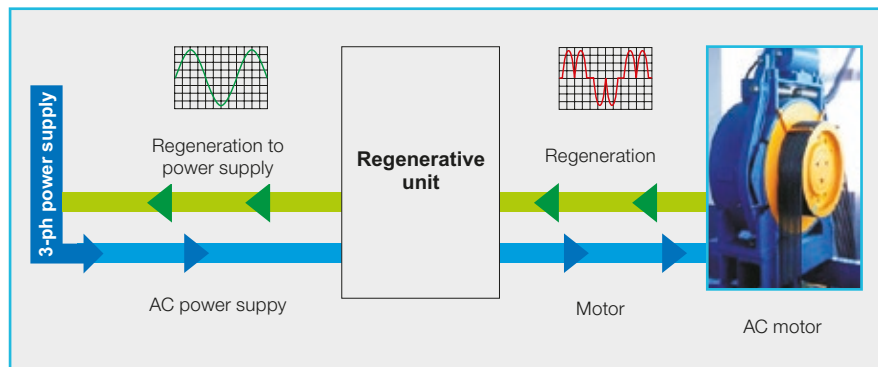 3-ph power supply
Regeneration to
power supply
AC power suppy
Regenerative
unit
Regeneration
Motor
AC motor